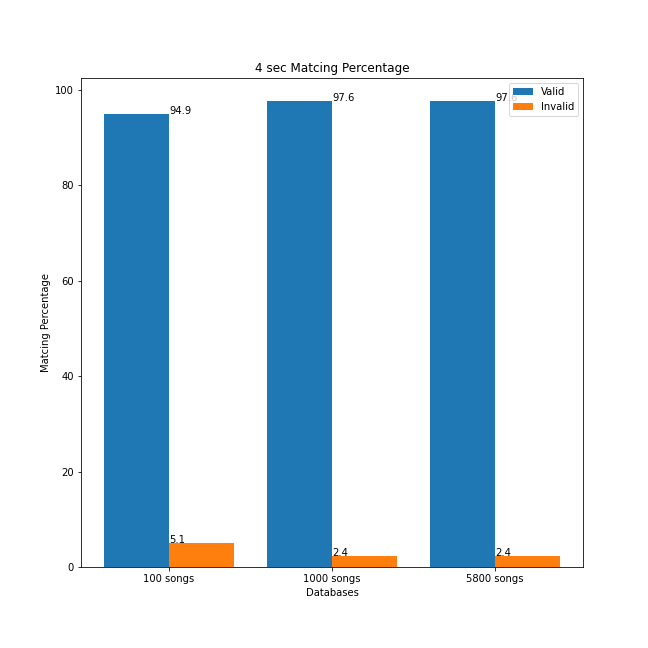 4 sec Matcing Percentage
100
80
60
40
20
0
Matcing Percentage
94.9
97.6
97.6
Valid
Invalid
5.1
2.4
2.4
100 songs
1000 songs
5800 songs
Databases